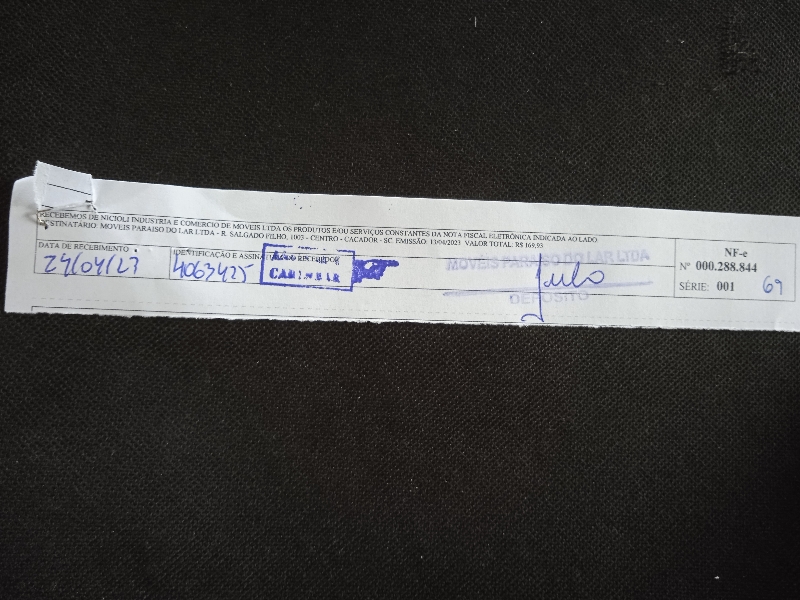 RECEBEMOS DE NICIOLI INDUSTRIA E COMERCIO DE MOVEIS LTDA OS PRODUTOS E/OU SERVIÇOS CONSTANTES DA NOTA FISCAL ELETRÔNICA INDICADA AO LADO
DESTINATÁRIO: MOVEIS PARAISO DO LAR LTDA - R. SALGADO FILHO, 1003 - CENTRO - CACADOR - SC EMISSÃO: 13/04/2023 VALOR TOTAL: R$ 169,93
DATA DE RECEBIMENTO
24/04/23
IDENTIFICAÇÃO E ASSINATURA DO RECEBEDOR
4063425
CARIMBAR
MOVEIS PARAISO DO LAR LTDA
DEPOSITO
NF-e
Nº 000.288.844
SÉRIE: 001
69